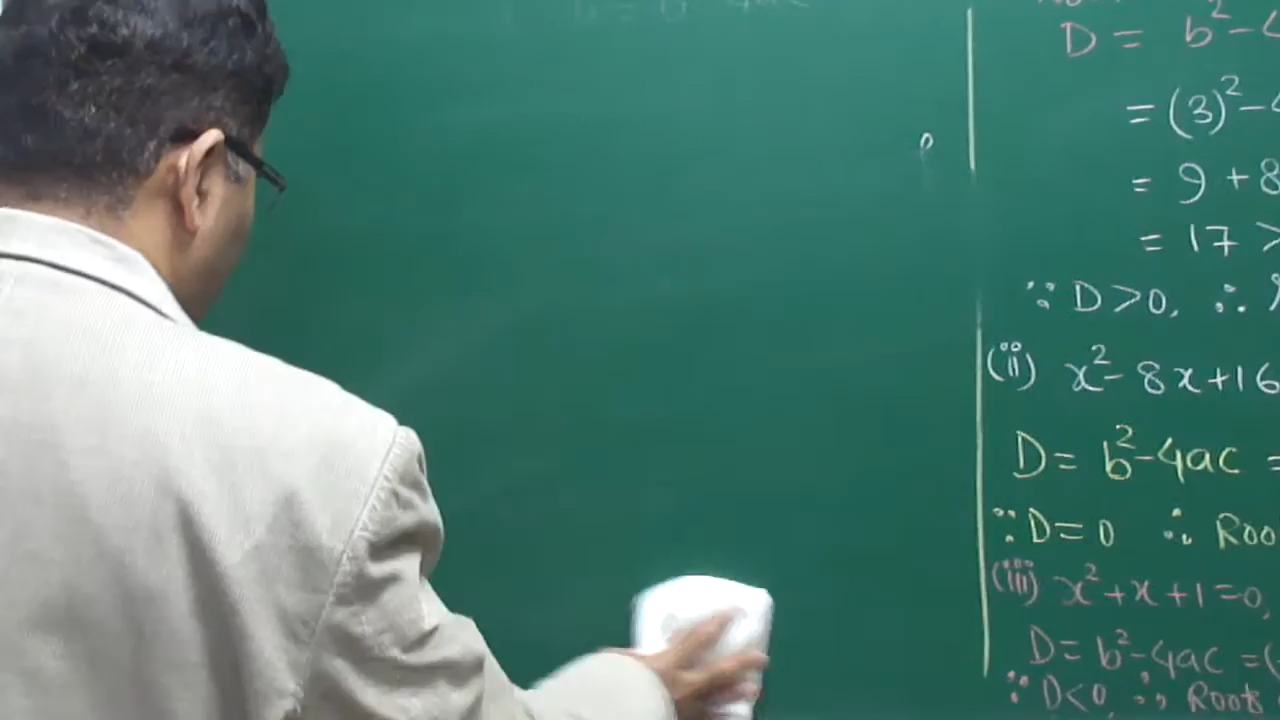 D = b²-4
= (3)²-4
= 9 + 8
= 17 >
∵ D>0, ∴
(ii) x²-8x+16
D= b²-4ac =
∵ D=0 ∴ Roo
(iii) x²+x+1=0,
D= b²-4ac =(
∵ D<0, ∴ Roots